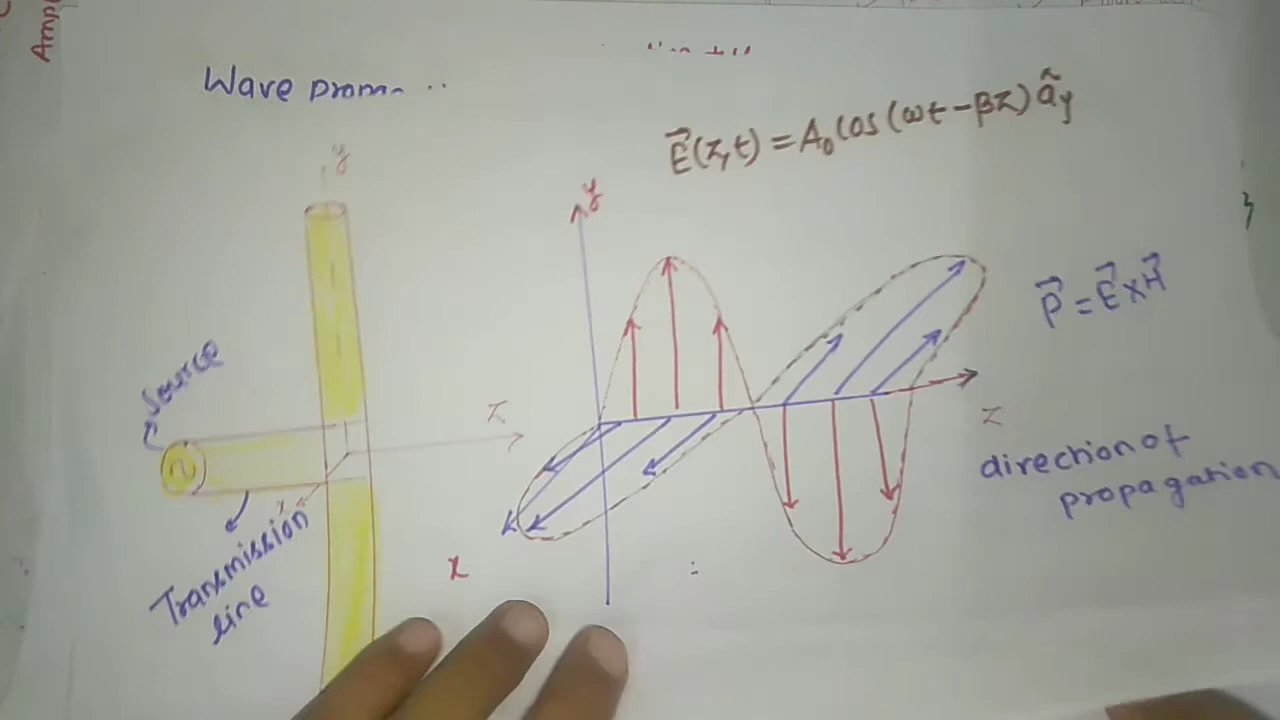 Wave
E⃗(z,t) = A₀ cos(ωt-βz) ây
y
y
P⃗ = E⃗ x H⃗
Source
z
z
direction of
propagation
Transmission
line
x